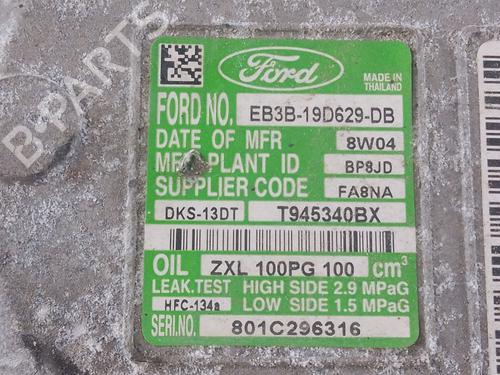 B-PARTS
Ford
MADE IN
THAILAND
FORD NO. EB3B-19D629-DB
DATE OF MFR 8W04
MFG PLANT ID BP8JD
SUPPLIER CODE FA8NA
DKS-13DT T945340BX
OIL ZXL 100PG 100 cm³
LEAK.TEST HIGH SIDE 2.9 MPaG
HFC-134a LOW SIDE 1.5 MPaG
SERI.NO. 801C296316